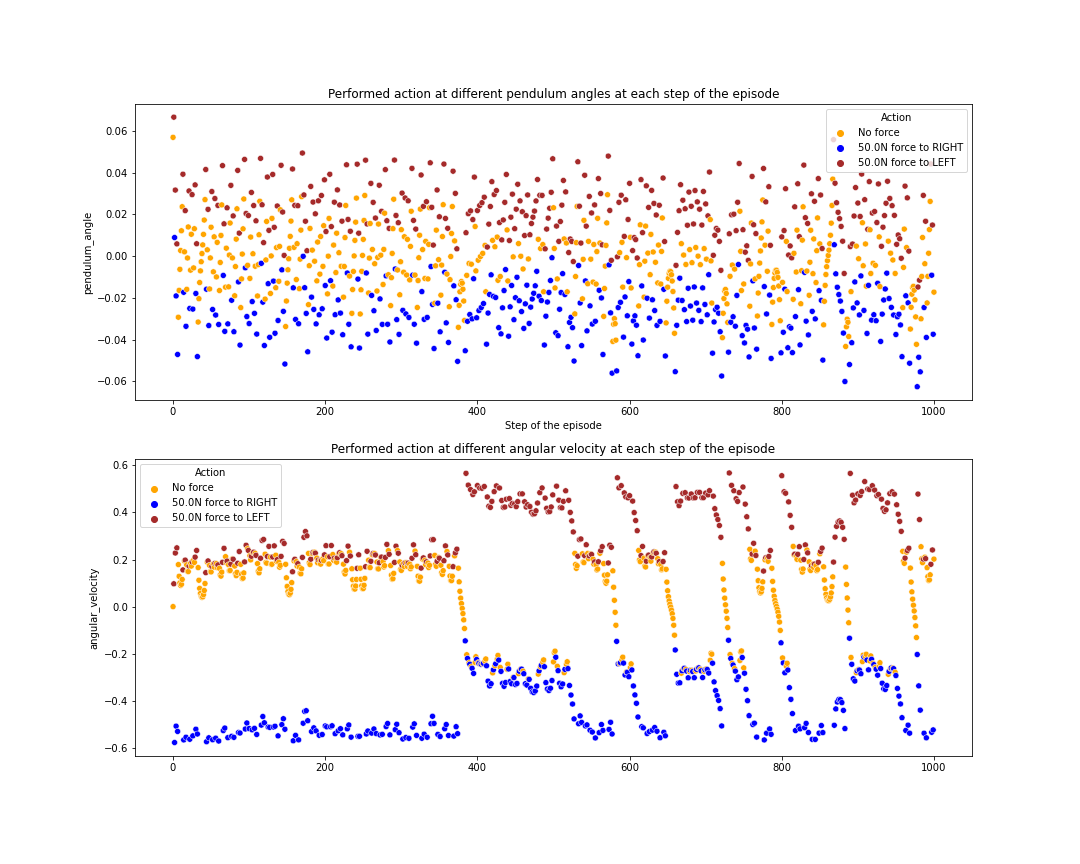 Performed action at different pendulum angles at each step of the episode
pendulum_angle
0.06
0.04
0.02
0.00
−0.02
−0.04
−0.06
Action
No force
50.0N force to RIGHT
50.0N force to LEFT
0 200 400 600 800 1000
Step of the episode
Performed action at different angular velocity at each step of the episode
angular_velocity
0.6
0.4
0.2
0.0
−0.2
−0.4
−0.6
Action
No force
50.0N force to RIGHT
50.0N force to LEFT
0 200 400 600 800 1000